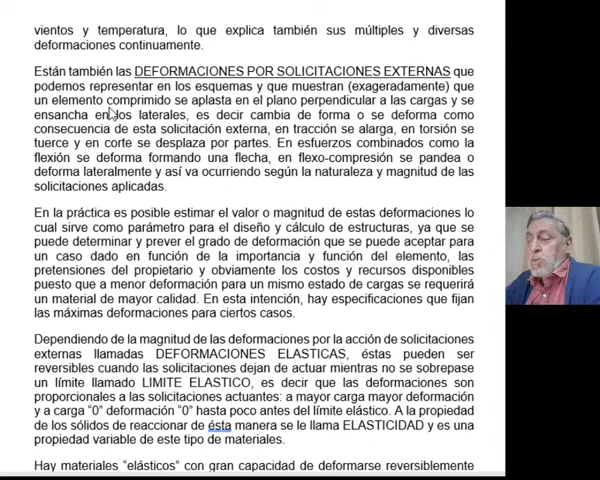 vientos y temperatura, lo que explica también sus múltiples y diversas
deformaciones continuamente.
Están también las DEFORMACIONES POR SOLICITACIONES EXTERNAS que
podemos representar en los esquemas y que muestran (exageradamente) que
un elemento comprimido se aplasta en el plano perpendicular a las cargas y se
ensancha en los laterales, es decir cambia de forma o se deforma como
consecuencia de esta solicitación externa, en tracción se alarga, en torsión se
tuerce y en corte se desplaza por partes. En esfuerzos combinados como la
flexión se deforma formando una flecha, en flexo-compresión se pandea o
deforma lateralmente y así va ocurriendo según la naturaleza y magnitud de las
solicitaciones aplicadas.
En la práctica es posible estimar el valor o magnitud de estas deformaciones lo
cual sirve como parámetro para el diseño y cálculo de estructuras, ya que se
puede determinar y prever el grado de deformación que se puede aceptar para
un caso dado en función de la importancia y función del elemento, las
pretensiones del propietario y obviamente los costos y recursos disponibles
puesto que a menor deformación para un mismo estado de cargas se requerirá
un material de mayor calidad. En esta intención, hay especificaciones que fijan
las máximas deformaciones para ciertos casos.
Dependiendo de la magnitud de las deformaciones por la acción de solicitaciones
externas llamadas DEFORMACIONES ELASTICAS, éstas pueden ser
reversibles cuando las solicitaciones dejan de actuar mientras no se sobrepase
un límite llamado LIMITE ELASTICO, es decir que las deformaciones son
proporcionales a las solicitaciones actuantes: a mayor carga mayor deformación
y a carga “0” deformación “0” hasta poco antes del límite elástico. A la propiedad
de los sólidos de reaccionar de ésta manera se le llama ELASTICIDAD y es una
propiedad variable de este tipo de materiales.
Hay materiales “elásticos” con gran capacidad de deformarse reversiblemente